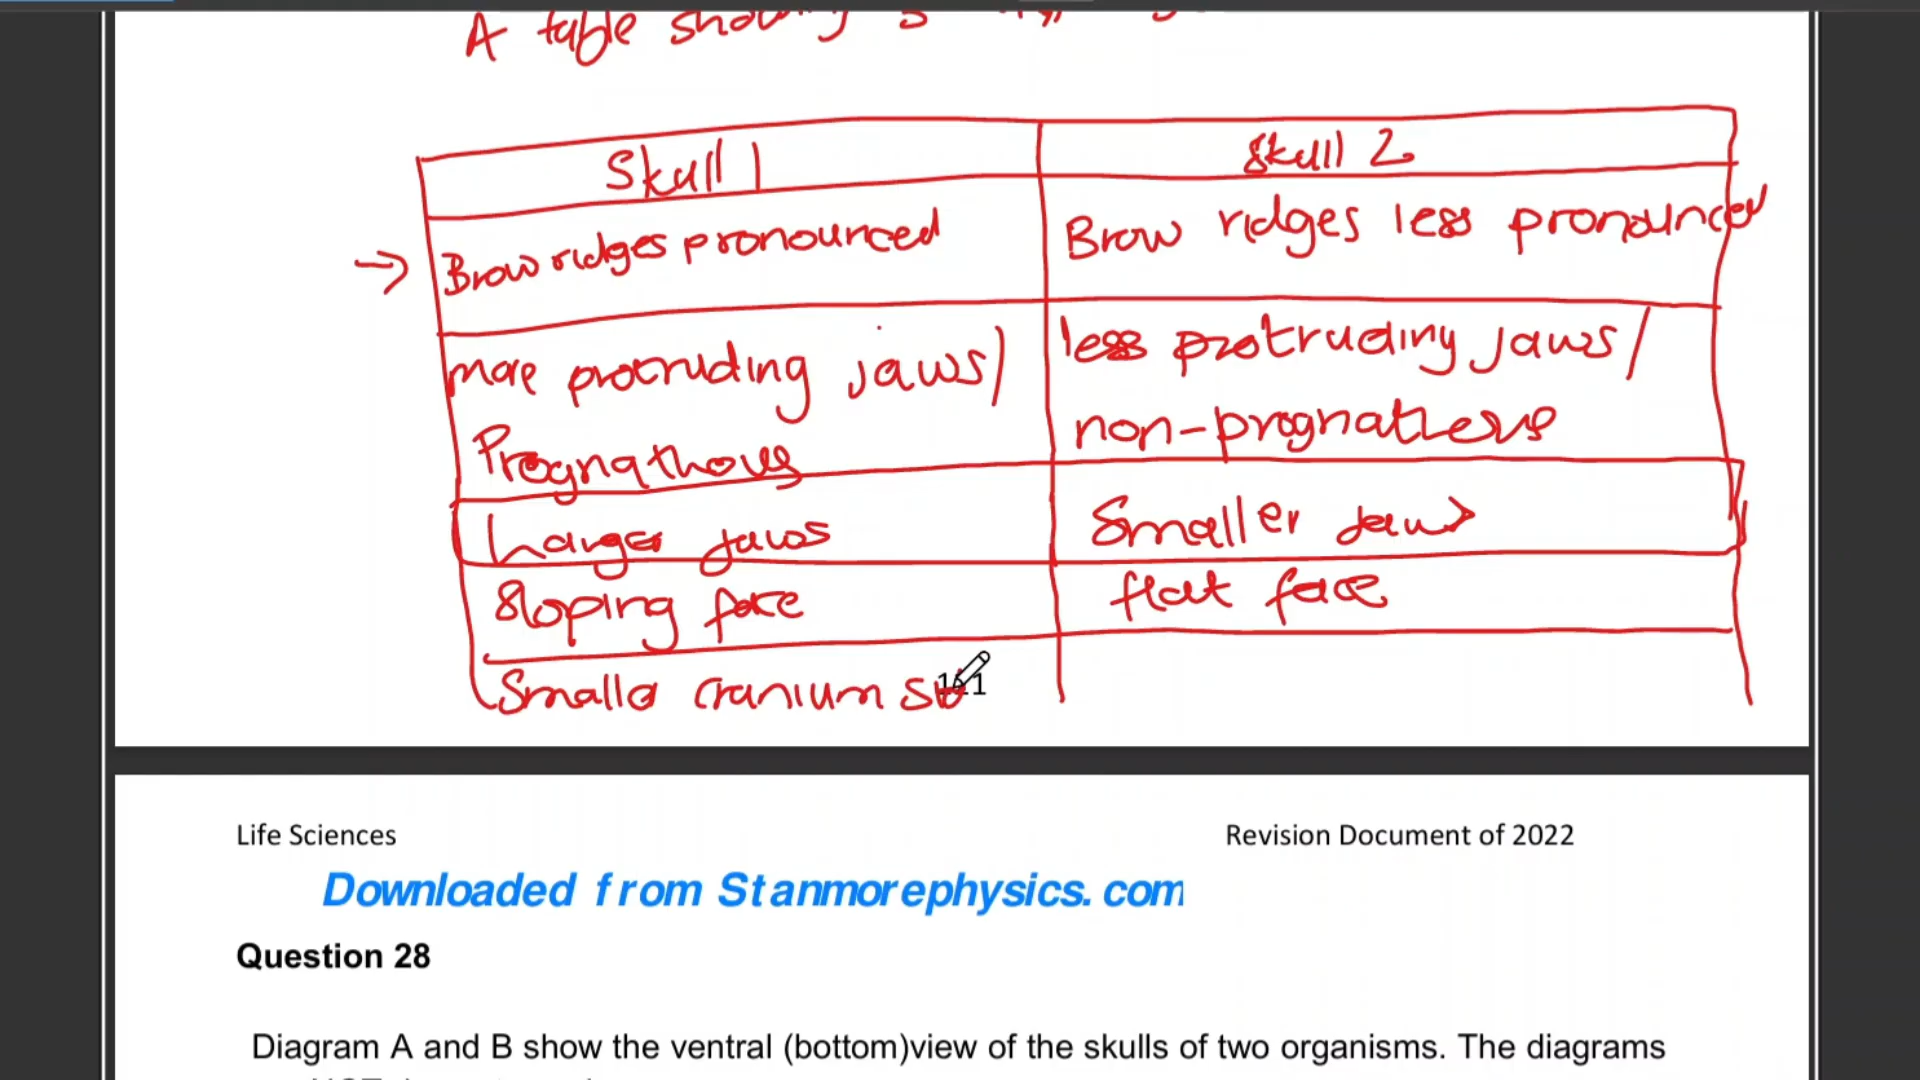 A table showing 5
Skull 1
Skull 2
Brow ridges pronounced
Brow ridges less pronounced
more protruding jaws/
Prognathous
less protruding jaws/
non-prognathous
Larger jaws
Smaller jaws
Sloping face
flat face
Smaller cranium
Life Sciences
Revision Document of 2022
Downloaded from Stanmorephysics.com
Question 28
Diagram A and B show the ventral (bottom)view of the skulls of two organisms. The diagrams